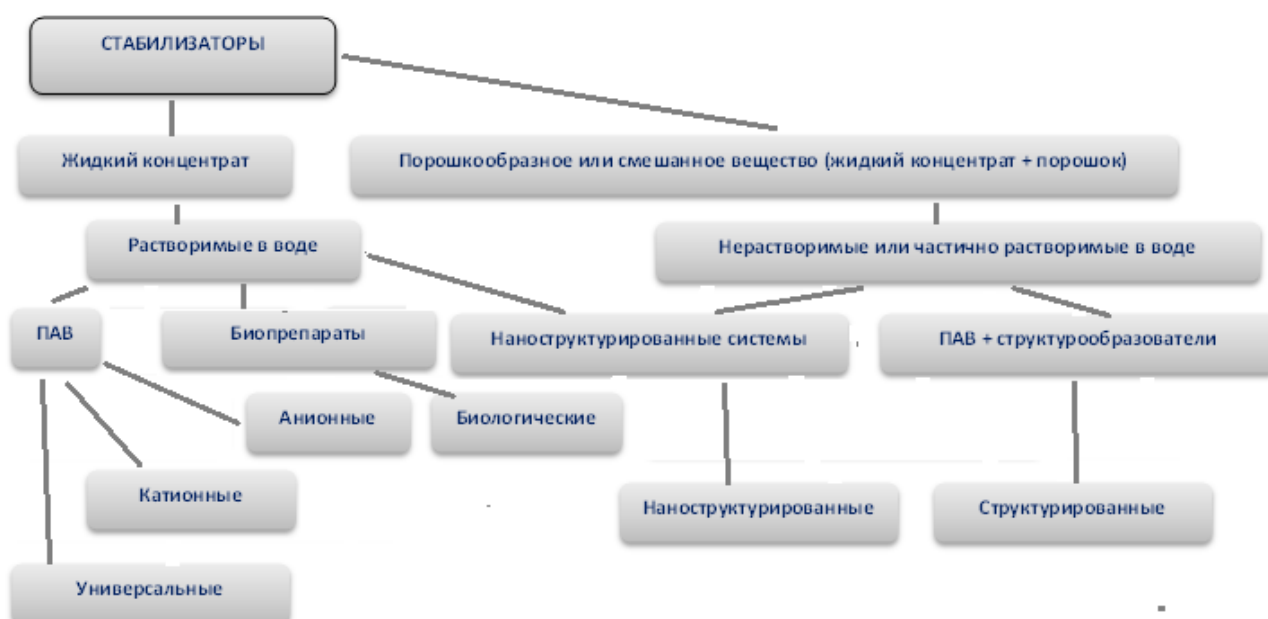 СТАБИЛИЗАТОРЫ
Жидкий концентрат
Порошкообразное или смешанное вещество (жидкий концентрат + порошок)
Растворимые в воде
Нерастворимые или частично растворимые в воде
ПАВ
Биопрепараты
Наноструктурированные системы
ПАВ + структурообразователи
Анионные
Биологические
Катионные
Наноструктурированные
Структурированные
Универсальные